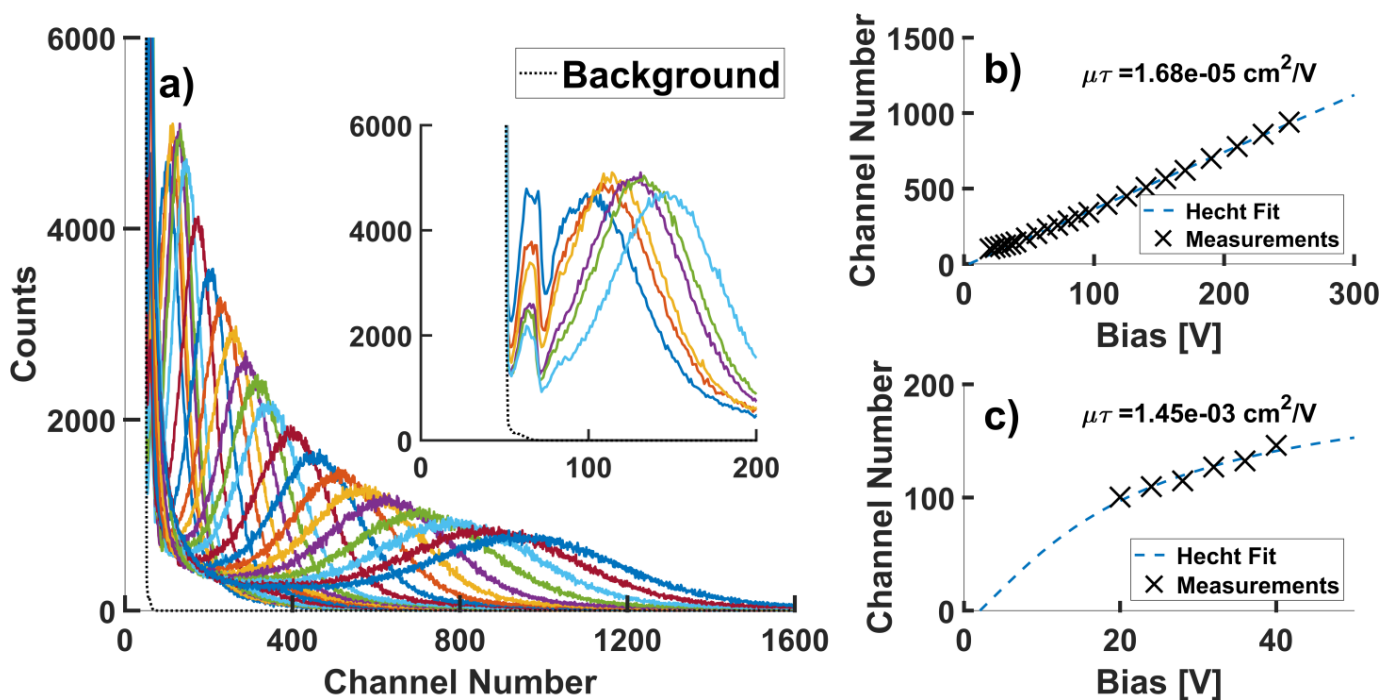 a)
Background
6000
4000
2000
0
Counts
0
400
800
1200
1600
Channel Number
6000
4000
2000
0
0
100
200
b)
μτ =1.68e-05 cm²/V
1500
1000
500
0
Channel Number
Hecht Fit
Measurements
0
100
200
300
Bias [V]
c)
μτ =1.45e-03 cm²/V
200
100
0
Channel Number
Hecht Fit
Measurements
20
40
Bias [V]